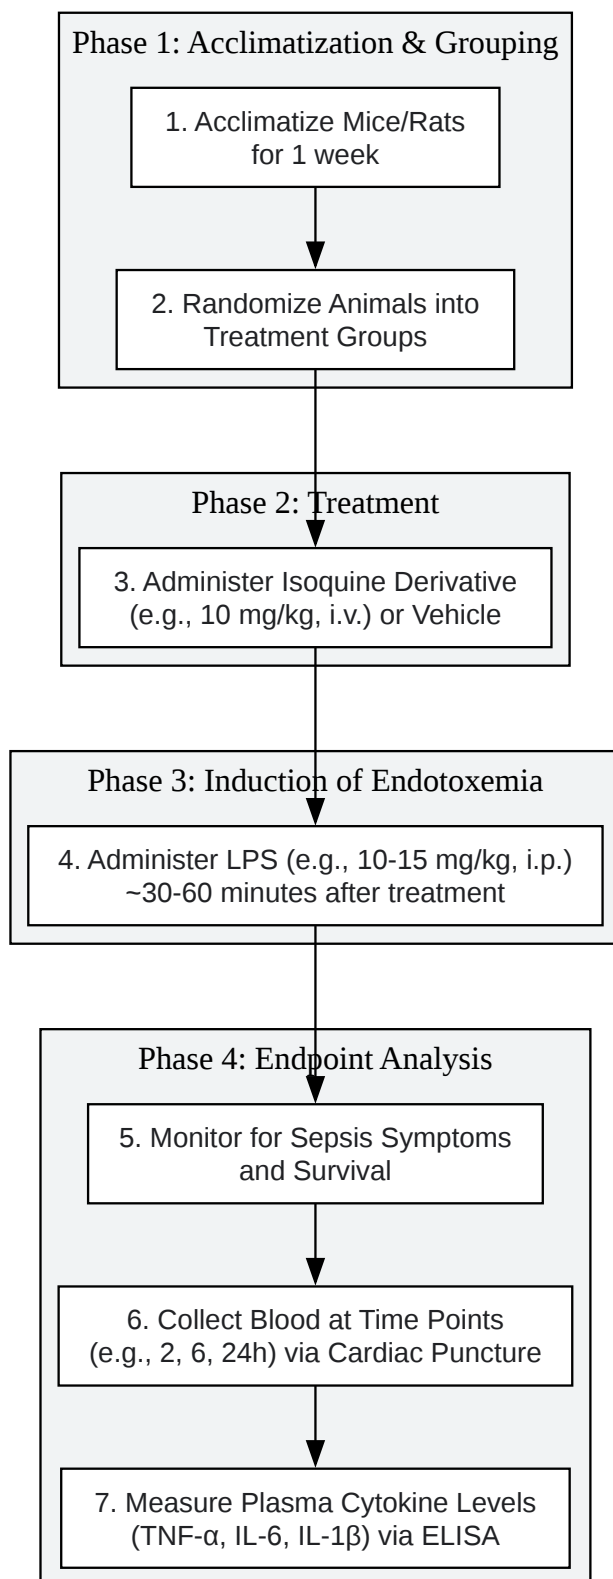 Phase 1: Acclimatization & Grouping
1. Acclimatize Mice/Rats
for 1 week
2. Randomize Animals into
Treatment Groups
Phase 2: Treatment
3. Administer Isoquine Derivative
(e.g., 10 mg/kg, i.v.) or Vehicle
Phase 3: Induction of Endotoxemia
4. Administer LPS (e.g., 10-15 mg/kg, i.p.)
~30-60 minutes after treatment
Phase 4: Endpoint Analysis
5. Monitor for Sepsis Symptoms
and Survival
6. Collect Blood at Time Points
(e.g., 2, 6, 24h) via Cardiac Puncture
7. Measure Plasma Cytokine Levels
(TNF-α, IL-6, IL-1β) via ELISA